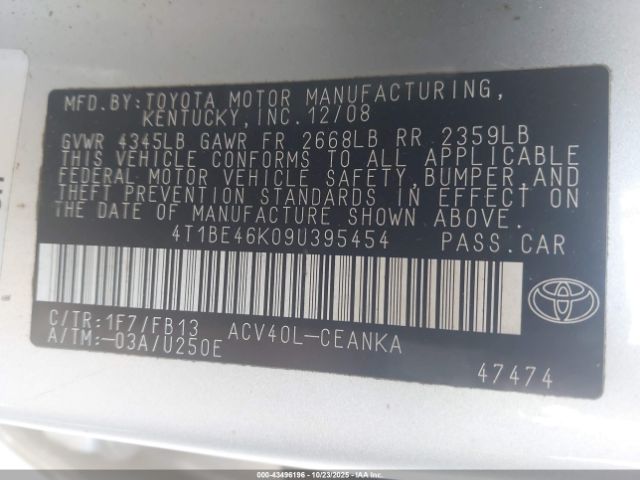 MFD.BY:TOYOTA MOTOR MANUFACTURING,
KENTUCKY,INC.12/08
GVWR 4345LB GAWR FR 2668LB RR 2359LB
THIS VEHICLE CONFORMS TO ALL APPLICABLE
FEDERAL MOTOR VEHICLE SAFETY,BUMPER,AND
THEFT PREVENTION STANDARDS IN EFFECT ON
THE DATE OF MANUFACTURE SHOWN ABOVE.
4T1BE46K09U395454 PASS.CAR
C/TR:1F7/FB13 ACV40L-CEANKA
A/TM:-03A/U250E
47474
000-43496196 - 10/23/2025 - IAAI.com